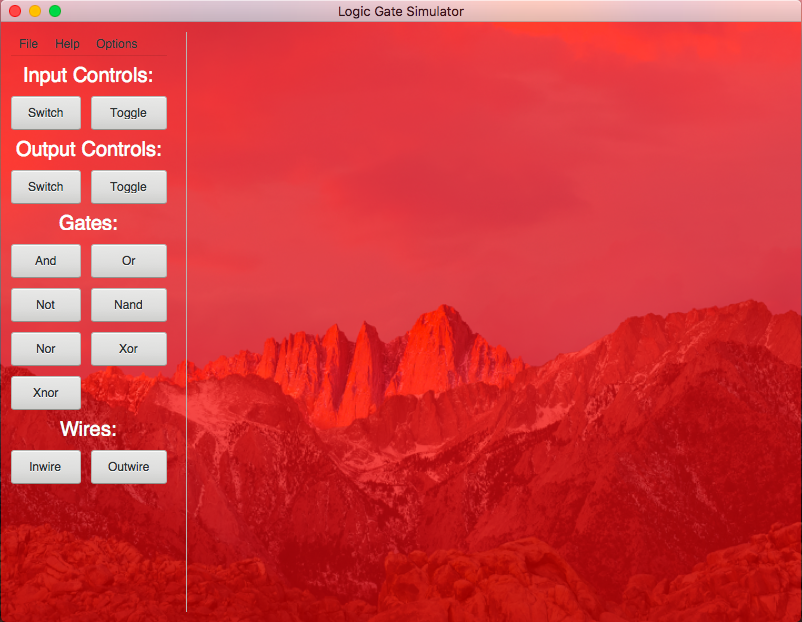 Logic Gate Simulator
File Help Options
Input Controls:
Switch Toggle
Output Controls:
Switch Toggle
Gates:
And Or
Not Nand
Nor Xor
Xnor
Wires:
Inwire Outwire